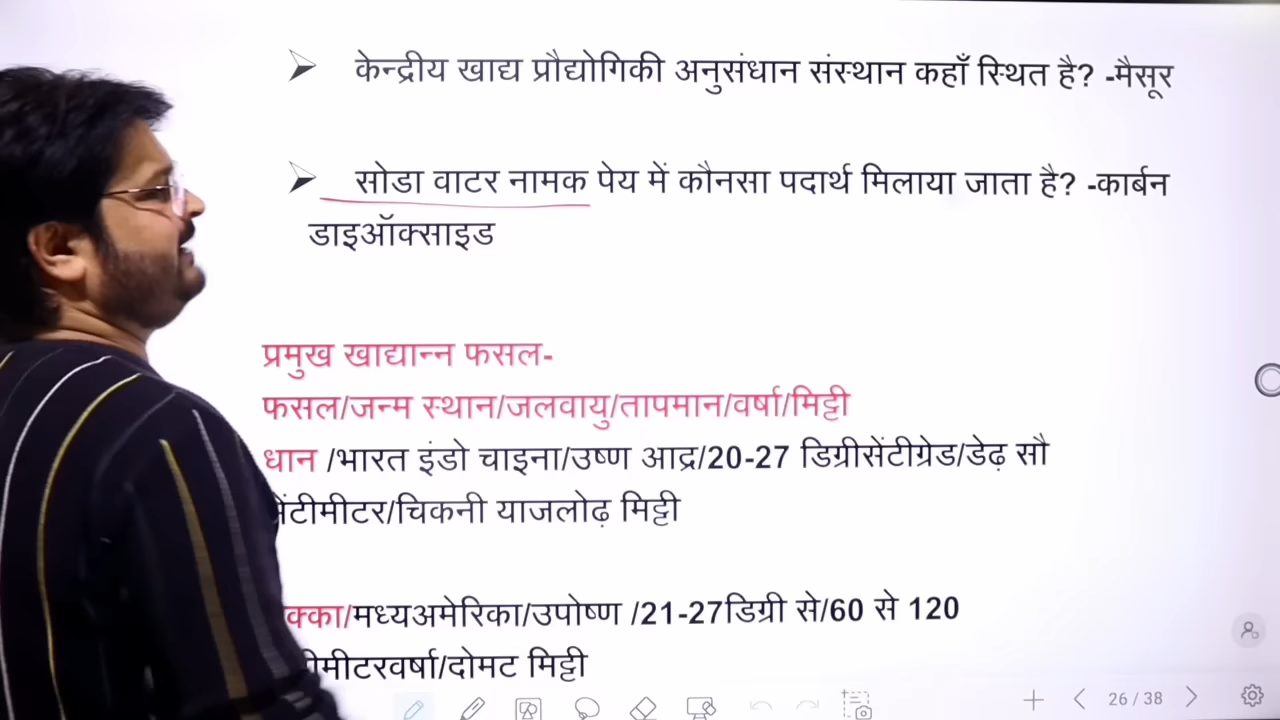 ➢ केन्द्रीय खाद्य प्रौद्योगिकी अनुसंधान संस्थान कहाँ स्थित है? -मैसूर
➢ सोडा वाटर नामक पेय में कौनसा पदार्थ मिलाया जाता है? -कार्बन
डाइऑक्साइड
प्रमुख खाद्यान्न फसल-
फसल/जन्म स्थान/जलवायु/तापमान/वर्षा/मिट्टी
धान /भारत इंडो चाइना/उष्ण आद्र/20-27 डिग्रीसेंटीग्रेड/डेढ़ सौ
सेंटीमीटर/चिकनी याजलोढ़ मिट्टी
क्का/मध्यअमेरिका/उपोष्ण /21-27डिग्री से/60 से 120
मीटरवर्षा/दोमट मिट्टी
26 / 38